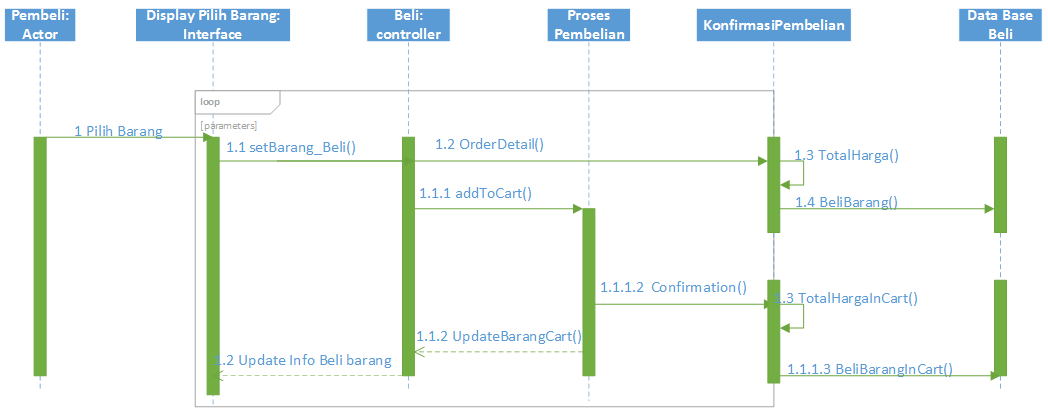 Pembeli:
Actor
Display Pilih Barang:
Interface
Beli:
controller
Proses
Pembelian
KonfirmasiPembelian
Data Base
Beli
loop
[parameters]
1 Pilih Barang
1.1 setBarang_Beli()
1.2 OrderDetail()
1.3 TotalHarga()
1.1.1 addToCart()
1.4 BeliBarang()
1.1.1.2 Confirmation()
1.3 TotalHargaInCart()
1.1.2 UpdateBarangCart()
1.2 Update Info Beli barang
1.1.1.3 BeliBarangInCart()